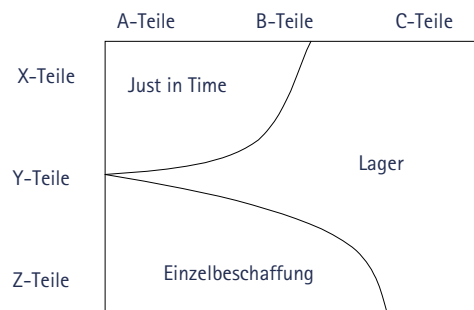 A-Teile B-Teile C-Teile
X-Teile
Just in Time
Lager
Y-Teile
Einzelbeschaffung
Z-Teile